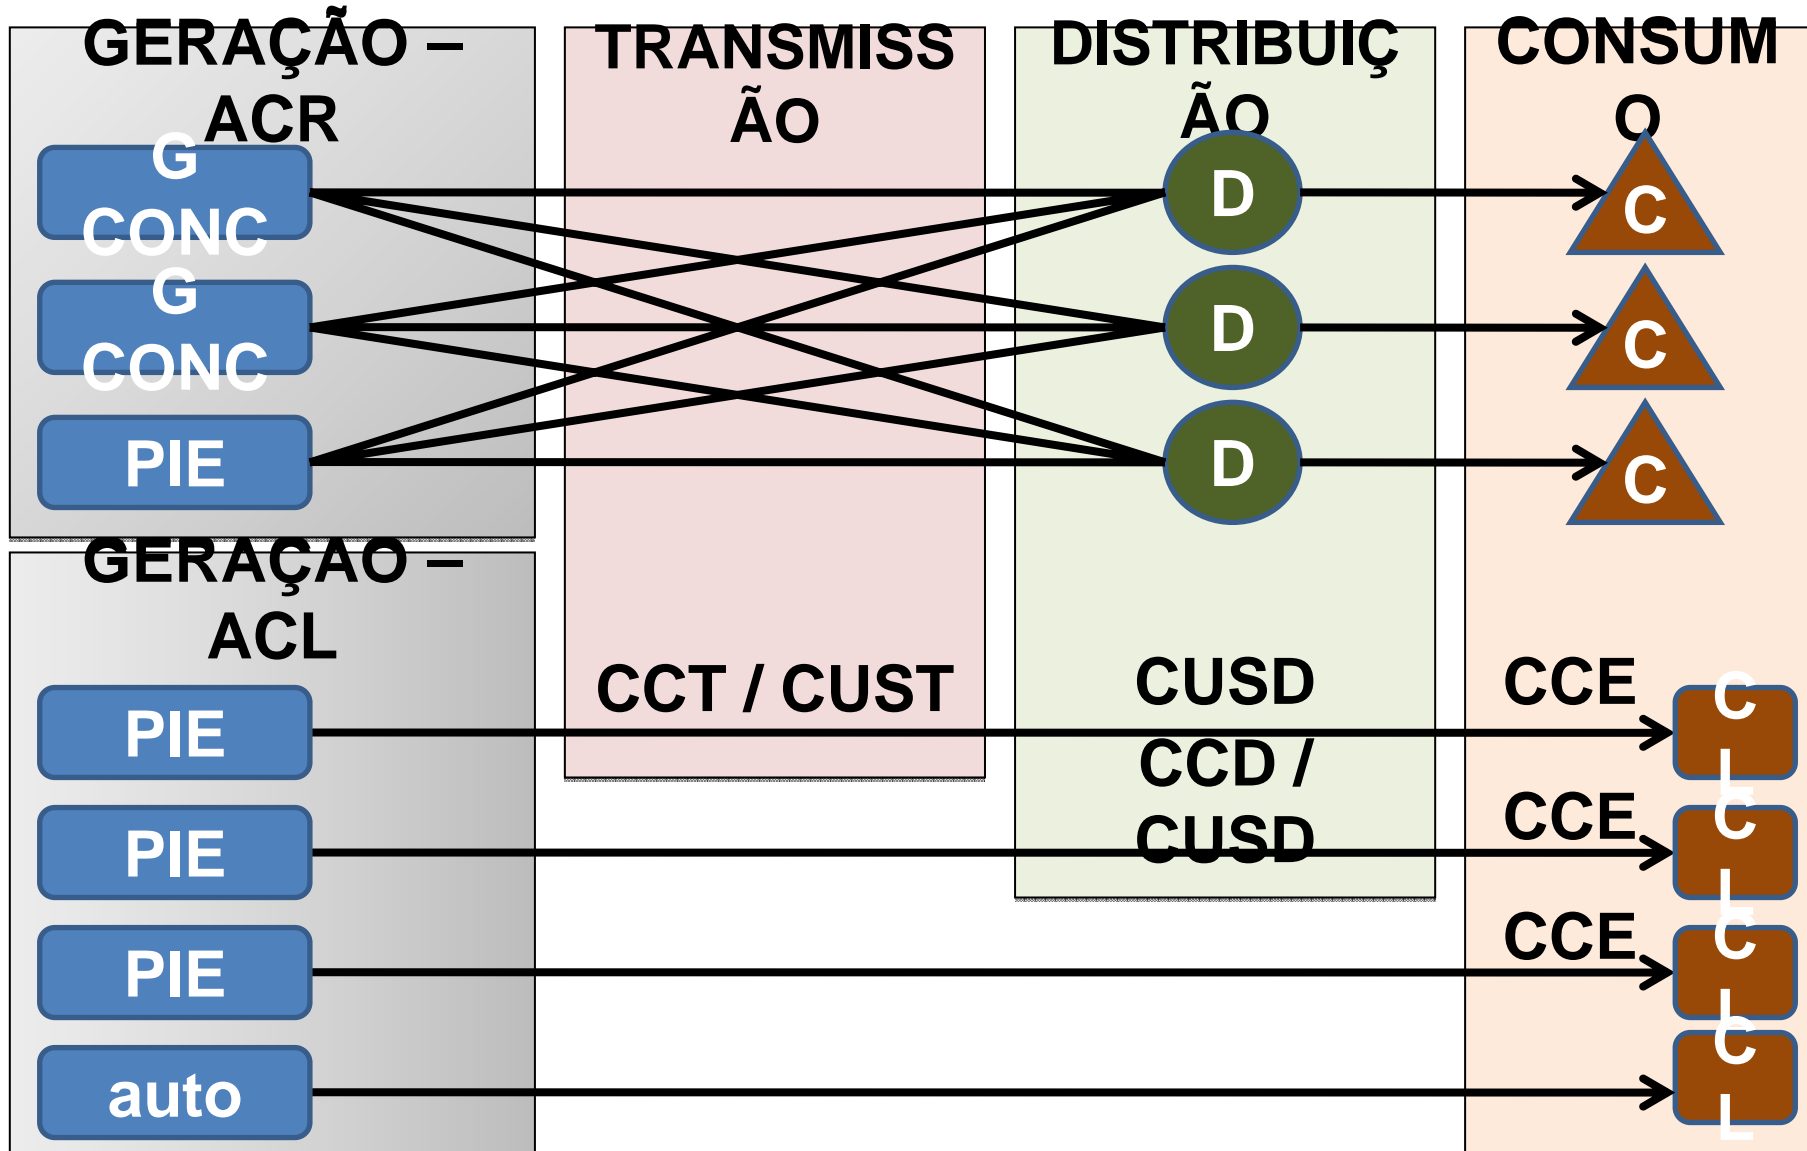 GERAÇÃO –
ACR
G
CONC
G
CONC
PIE
GERAÇÃO –
ACL
PIE
PIE
PIE
auto
TRANSMISS
ÃO
CCT / CUST
DISTRIBUIÇ
ÃO
D
D
D
CUSD
CCD /
CUSD
CONSUM
O
C
C
C
CCE
C
L
CCE
C
L
CCE
C
L
C
L